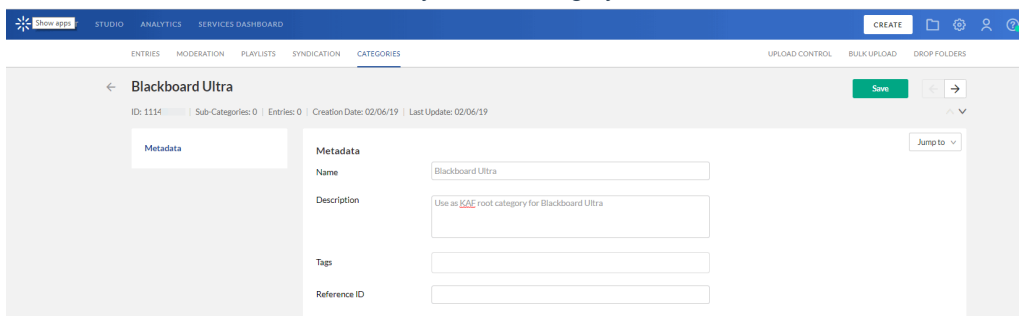 Show apps STUDIO ANALYTICS SERVICES DASHBOARD CREATE
ENTRIES MODERATION PLAYLISTS SYNDICATION CATEGORIES UPLOAD CONTROL BULK UPLOAD DROP FOLDERS
Blackboard Ultra Save
ID: 1114 | Sub-Categories: 0 | Entries: 0 | Creation Date: 02/06/19 | Last Update: 02/06/19
Metadata Metadata Jump to
Name Blackboard Ultra
Description Use as KAF root category for Blackboard Ultra
Tags
Reference ID